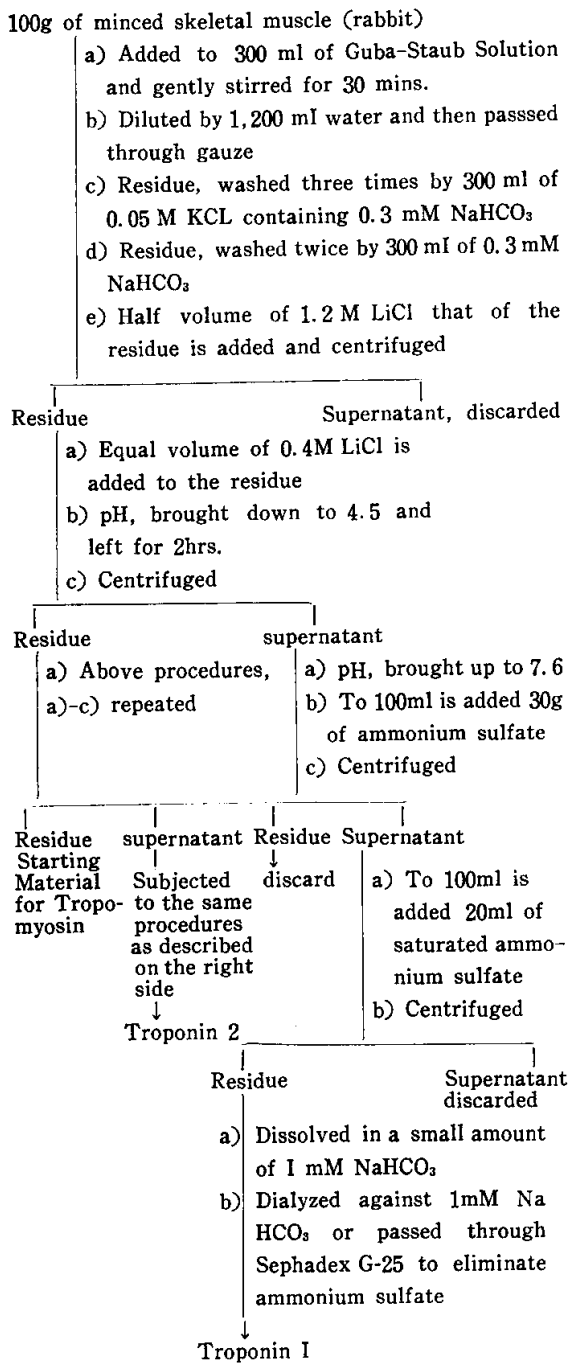 100g of minced skeletal muscle (rabbit)
a) Added to 300 ml of Guba-Staub Solution
and gently stirred for 30 mins.
b) Diluted by 1,200 ml water and then passsed
through gauze
c) Residue, washed three times by 300 ml of
0.05 M KCL containing 0.3 mM NaHCO₃
d) Residue, washed twice by 300 ml of 0.3 mM
NaHCO₃
e) Half volume of 1.2 M LiCl that of the
residue is added and centrifuged
Residue
Supernatant, discarded
a) Equal volume of 0.4M LiCl is
added to the residue
b) pH, brought down to 4.5 and
left for 2hrs.
c) Centrifuged
Residue
a) Above procedures,
a)-c) repeated
supernatant
a) pH, brought up to 7.6
b) To 100ml is added 30g
of ammonium sulfate
c) Centrifuged
Residue
Starting
Material
for Tropo-
myosin
supernatant
Subjected
to the same
procedures
as described
on the right
side
↓
Troponin 2
Residue
↓
discard
Supernatant
a) To 100ml is
added 20ml of
saturated ammo-
nium sulfate
b) Centrifuged
Residue
Supernatant
discarded
a) Dissolved in a small amount
of I mM NaHCO₃
b) Dialyzed against 1mM Na
HCO₃ or passed through
Sephadex G-25 to eliminate
ammonium sulfate
↓
Troponin I